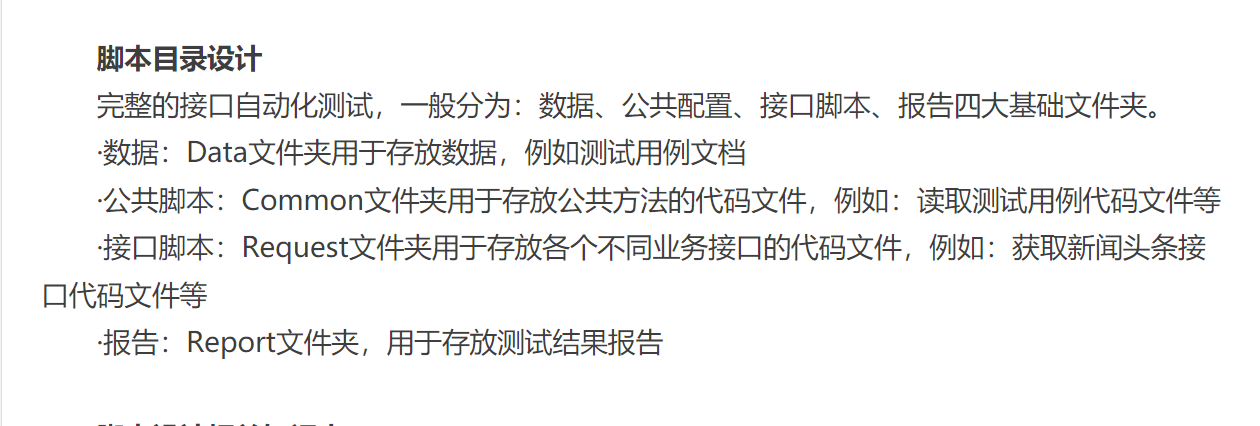 脚本目录设计
完整的接口自动化测试，一般分为：数据、公共配置、接口脚本、报告四大基础文件夹。
·数据：Data文件夹用于存放数据，例如测试用例文档
·公共脚本：Common文件夹用于存放公共方法的代码文件，例如：读取测试用例代码文件等
·接口脚本：Request文件夹用于存放各个不同业务接口的代码文件，例如：获取新闻头条接
口代码文件等
·报告：Report文件夹，用于存放测试结果报告